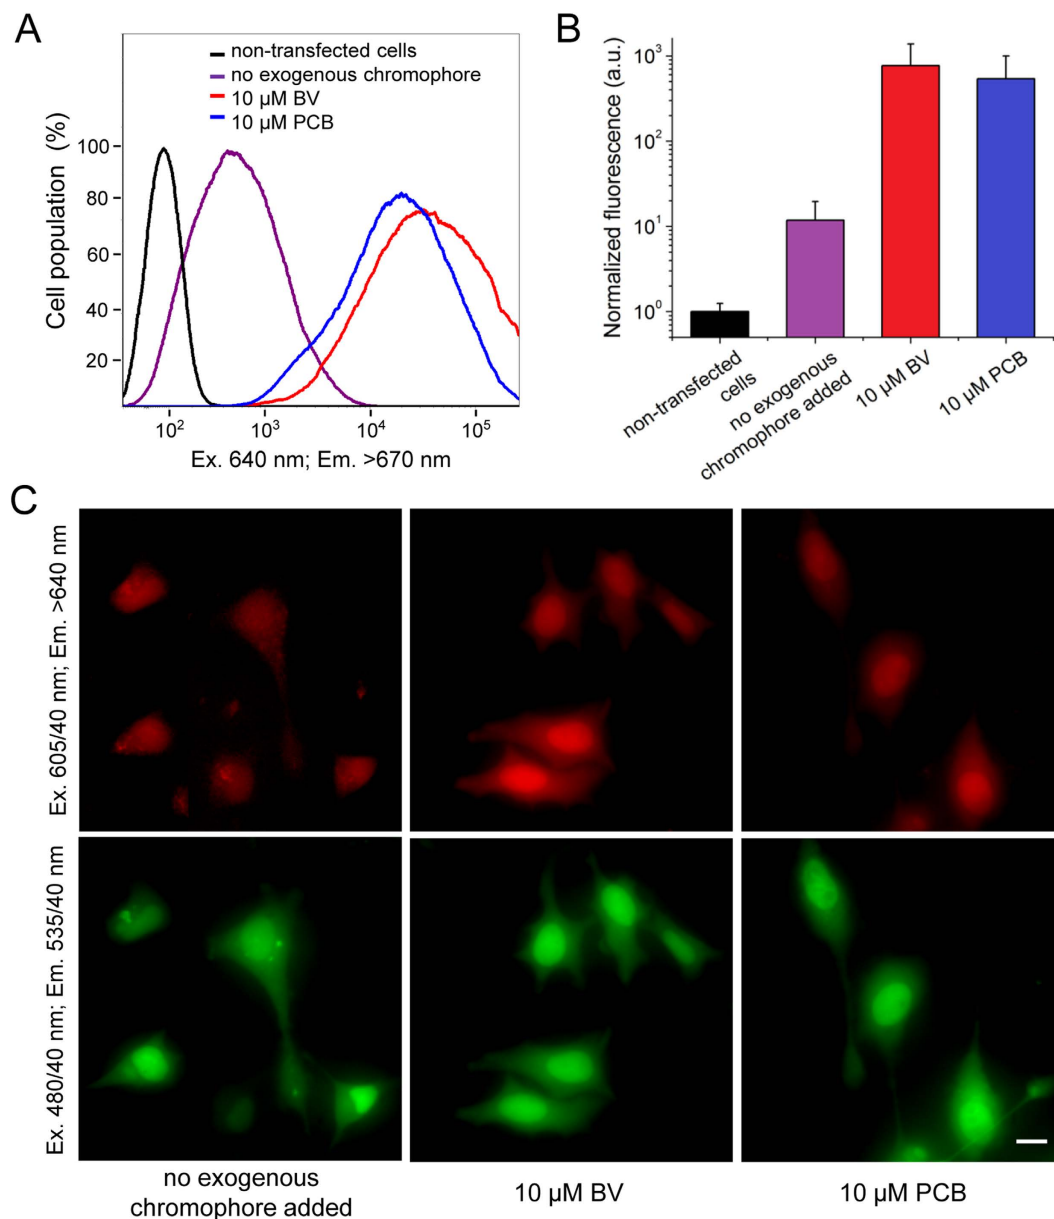 A
non-transfected cells
no exogenous chromophore
10 µM BV
10 µM PCB
Cell population (%)
100
80
60
40
20
10²
10³
10⁴
10⁵
Ex. 640 nm; Em. >670 nm
B
Normalized fluorescence (a.u.)
10³
10²
10¹
10⁰
non-transfected
cells
no exogenous
chromophore added
10 µM BV
10 µM PCB
C
Ex. 605/40 nm; Em. >640 nm
Ex. 480/40 nm; Em. 535/40 nm
no exogenous
chromophore added
10 µM BV
10 µM PCB